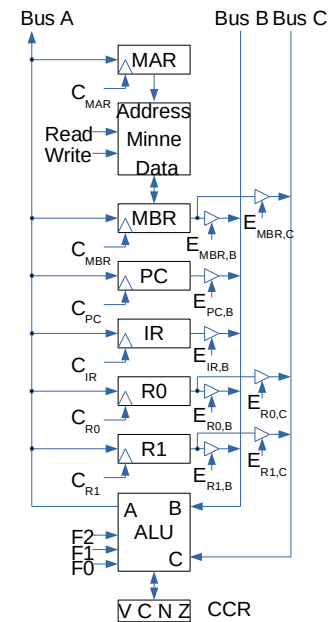 Bus A Bus B Bus C
MAR
C_MAR
Address
Read
Minne
Write
Data
MBR
C_MBR E_MBR,B E_MBR,C
PC
C_PC E_PC,B
IR
C_IR E_IR,B
R0
C_R0 E_R0,B E_R0,C
R1
C_R1 E_R1,B E_R1,C
A B
ALU
F2
F1
F0
C
V C N Z CCR